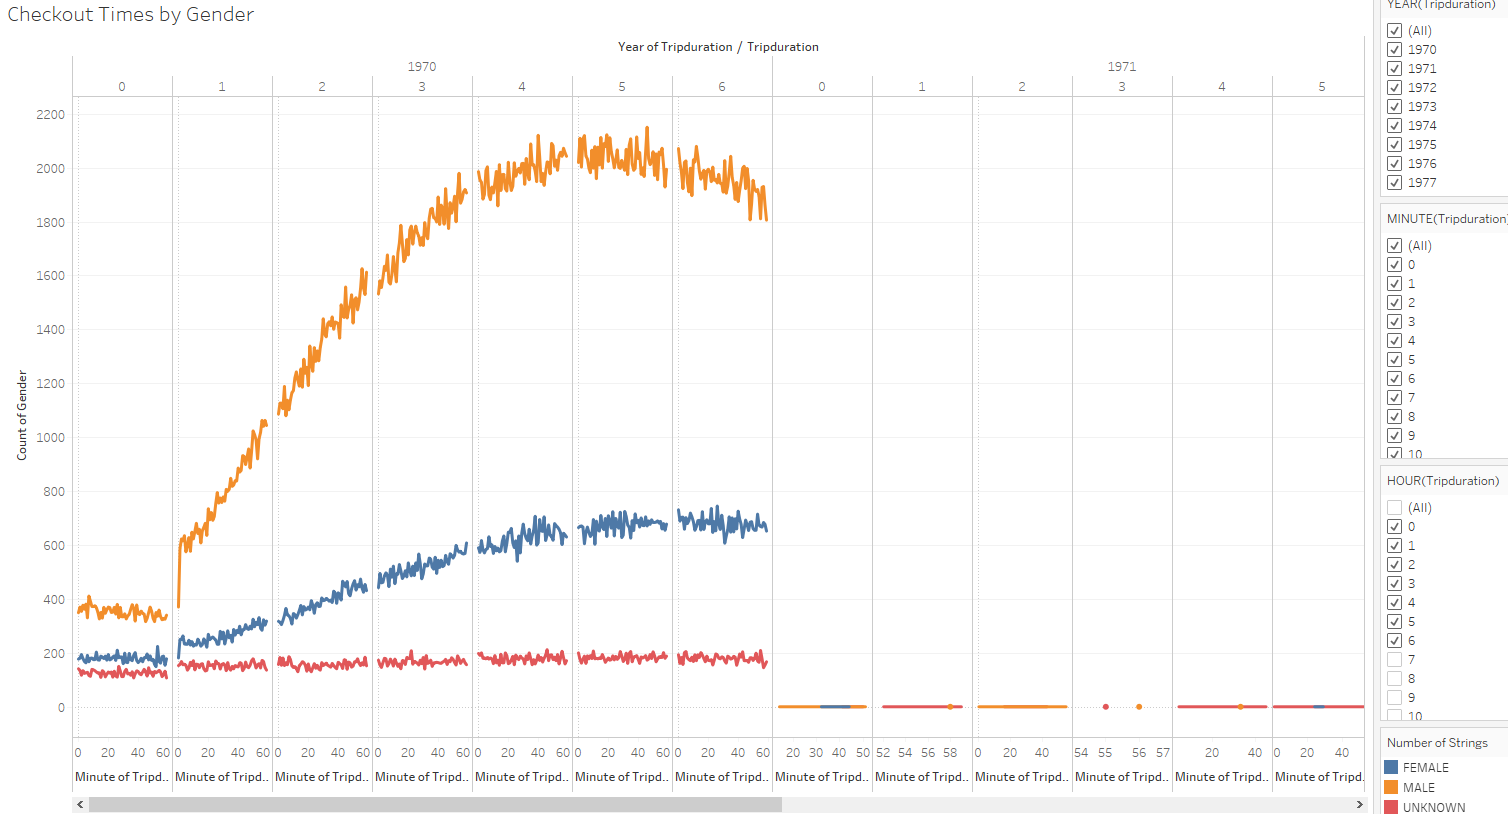 Checkout Times by Gender
Year of Tripduration / Tripduration
1970 1971
0 1 2 3 4 5 6 0 1 2 3 4 5
Count of Gender
2200
2000
1800
1600
1400
1200
1000
800
600
400
200
0
0 20 40 60 0 20 40 60 0 20 40 60 0 20 40 60 0 20 40 60 0 20 40 60 0 20 40 60 20 30 40 50 52 54 56 58 0 20 40 54 55 56 57 20 40 0 20 40
Minute of Tripd.. Minute of Tripd.. Minute of Tripd.. Minute of Tripd.. Minute of Tripd.. Minute of Tripd.. Minute of Tripd.. Minute of Tripd.. Minute of Tripd.. Minute of Tripd.. Minute of Tripd.. Minute of Tripd.. Minute of Tripd.
YEAR(Tripduration)
(All)
1970
1971
1972
1973
1974
1975
1976
1977
MINUTE(Tripduration)
(All)
0
1
2
3
4
5
6
7
8
9
10
HOUR(Tripduration)
(All)
0
1
2
3
4
5
6
7
8
9
10
Number of Strings
FEMALE
MALE
UNKNOWN